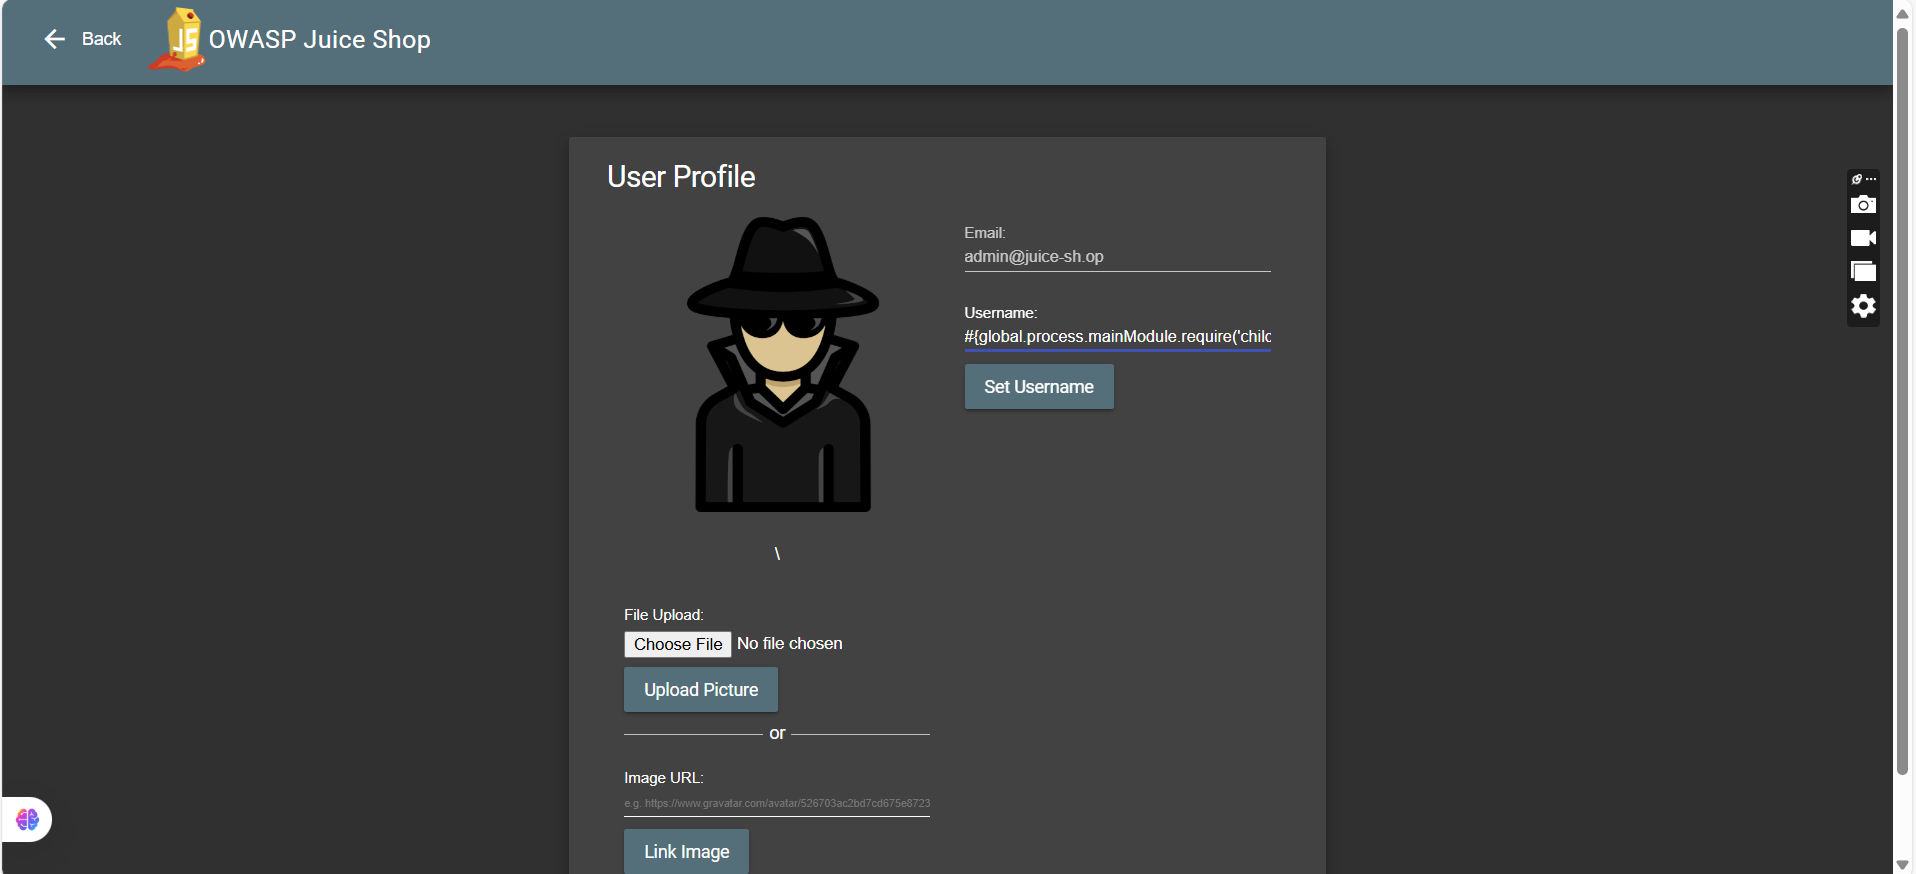 Back
JS
OWASP Juice Shop
User Profile
Email:
admin@juice-sh.op
Username:
#{global.process.mainModule.require('chilc
Set Username
\
File Upload:
Choose File No file chosen
Upload Picture
or
Image URL:
e.g. https://www.gravatar.com/avatar/526703ac2bd7cd675e8723
Link Image